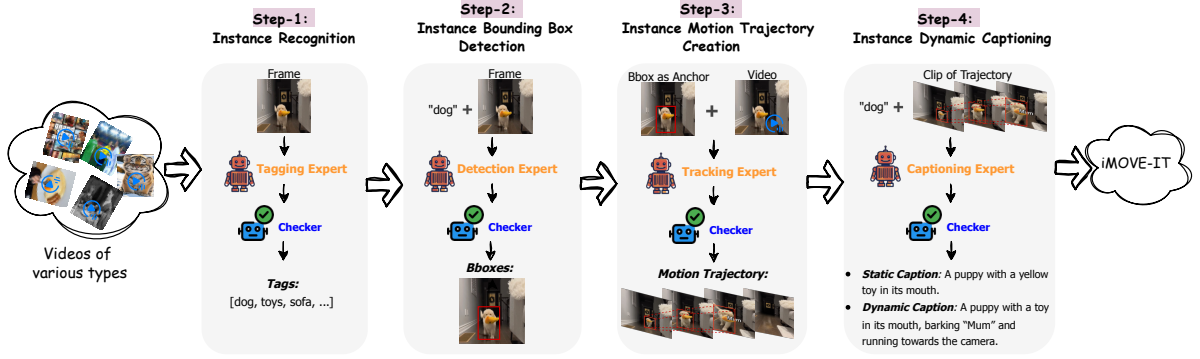 Step-1:
Instance Recognition
Step-2:
Instance Bounding Box
Detection
Step-3:
Instance Motion Trajectory
Creation
Step-4:
Instance Dynamic Captioning
Videos of
various types
Frame
Tagging Expert
Checker
Tags:
[dog, toys, sofa, ...]
Frame
"dog" +
Detection Expert
Checker
Bboxes:
Bbox as Anchor
Video
+
Tracking Expert
Checker
Motion Trajectory:
Clip of Trajectory
"dog" +
Captioning Expert
Checker
• Static Caption: A puppy with a yellow
toy in its mouth.
• Dynamic Caption: A puppy with a toy
in its mouth, barking “Mum” and
running towards the camera.
iMOVE-IT